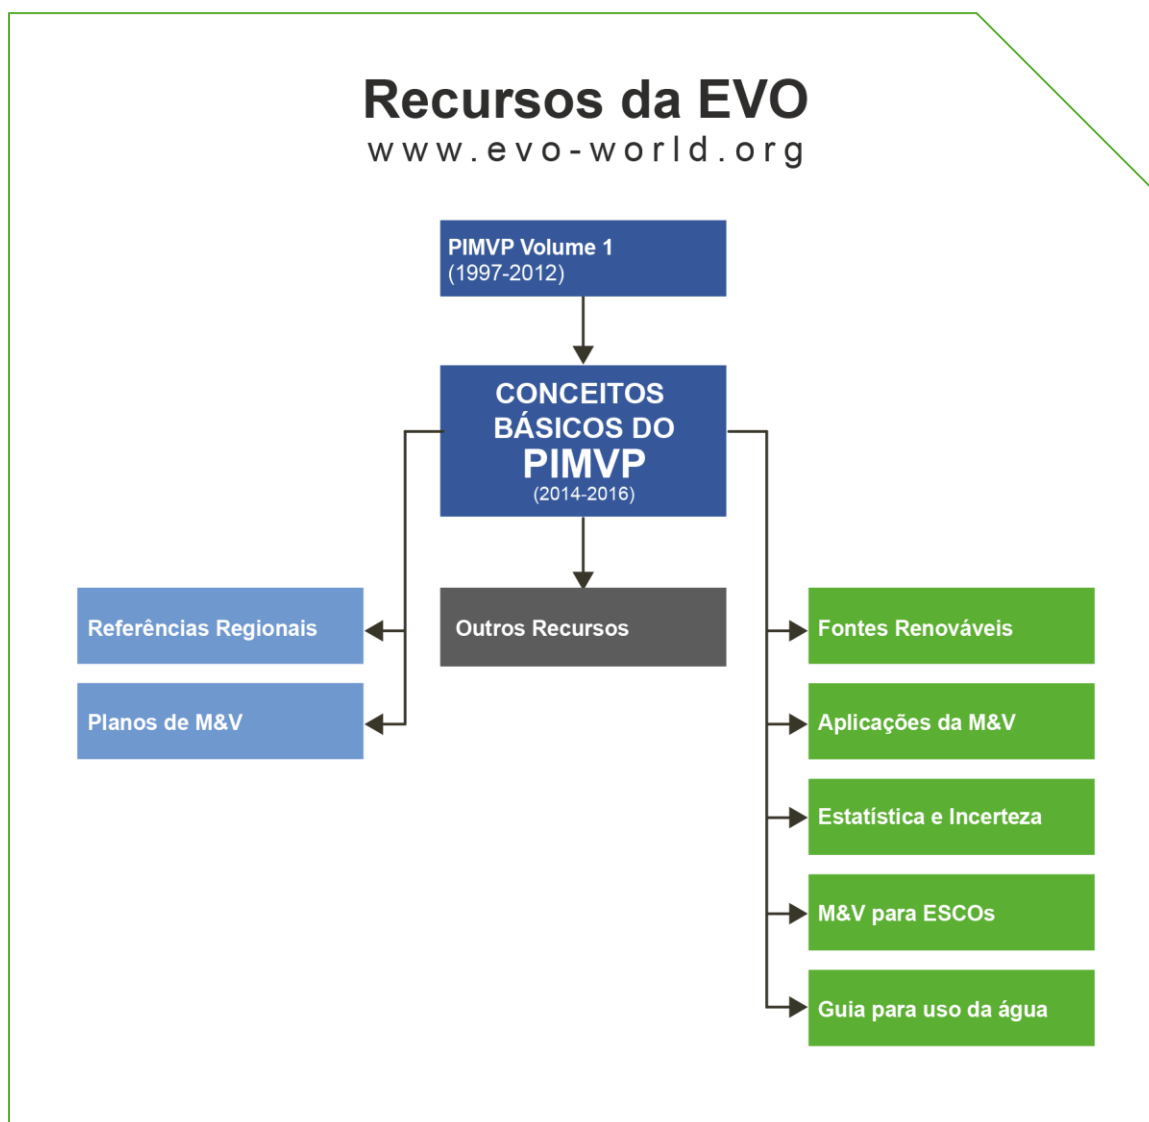 Recursos da EVO
www.evo-world.org
PIMVP Volume 1
(1997-2012)
CONCEITOS
BÁSICOS DO
PIMVP
(2014-2016)
Referências Regionais
Planos de M&V
Outros Recursos
Fontes Renováveis
Aplicações da M&V
Estatística e Incerteza
M&V para ESCOs
Guia para uso da água